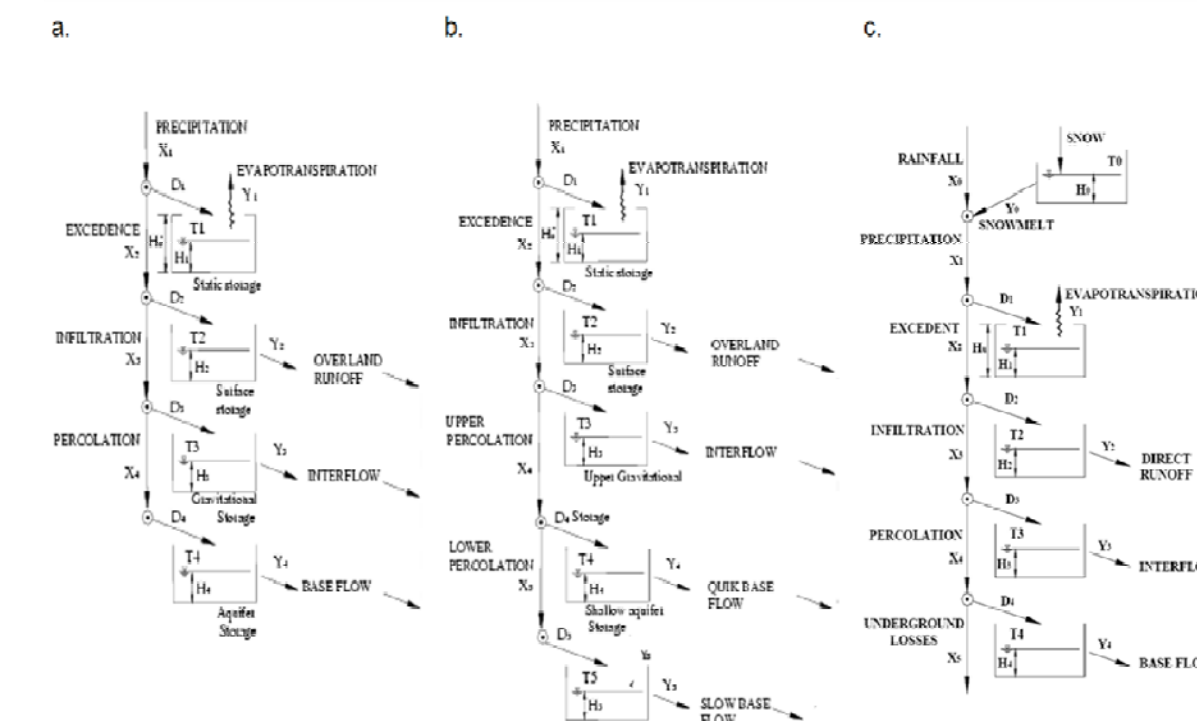 a.
PRECIPITATION
X1
EVAPOTRANSPIRATION
D1
Y1
EXCEDENCE
X2
T1
H1
Static storage
D2
INFILTRATION
X3
T2
H2
Y2
OVERLAND
RUNOFF
Surface
storage
D3
PERCOLATION
X4
T3
H3
Y3
INTERFLOW
Gravitational
Storage
D4
T4
H4
Y4
BASE FLOW
Aquifer
Storage
b.
PRECIPITATION
X1
EVAPOTRANSPIRATION
D1
Y1
EXCEDENCE
X2
T1
H1
Static storage
D2
INFILTRATION
X3
T2
H2
Y2
OVERLAND
RUNOFF
Surface
storage
D3
UPPER
PERCOLATION
X4
T3
H3
Y3
INTERFLOW
Upper Gravitational
D4 Storage
LOWER
PERCOLATION
X5
T4
H4
Y4
QUIK BASE
FLOW
Shallow aquifer
Storage
T5
Y5
SLOW BASE
FLOW
c.
SNOW
RAINFALL
X0
T0
H0
Y0
SNOWMELT
PRECIPITATION
X1
D1
EVAPOTRANSPIRATIO
Y1
EXCEDENT
X2
T1
H1
D2
INFILTRATION
X3
T2
H2
Y2
DIRECT
RUNOFF
D3
PERCOLATION
X4
T3
H3
Y3
INTERFLO
D4
UNDERGROUND
LOSSES
X5
T4
H4
Y4
BASE FLO